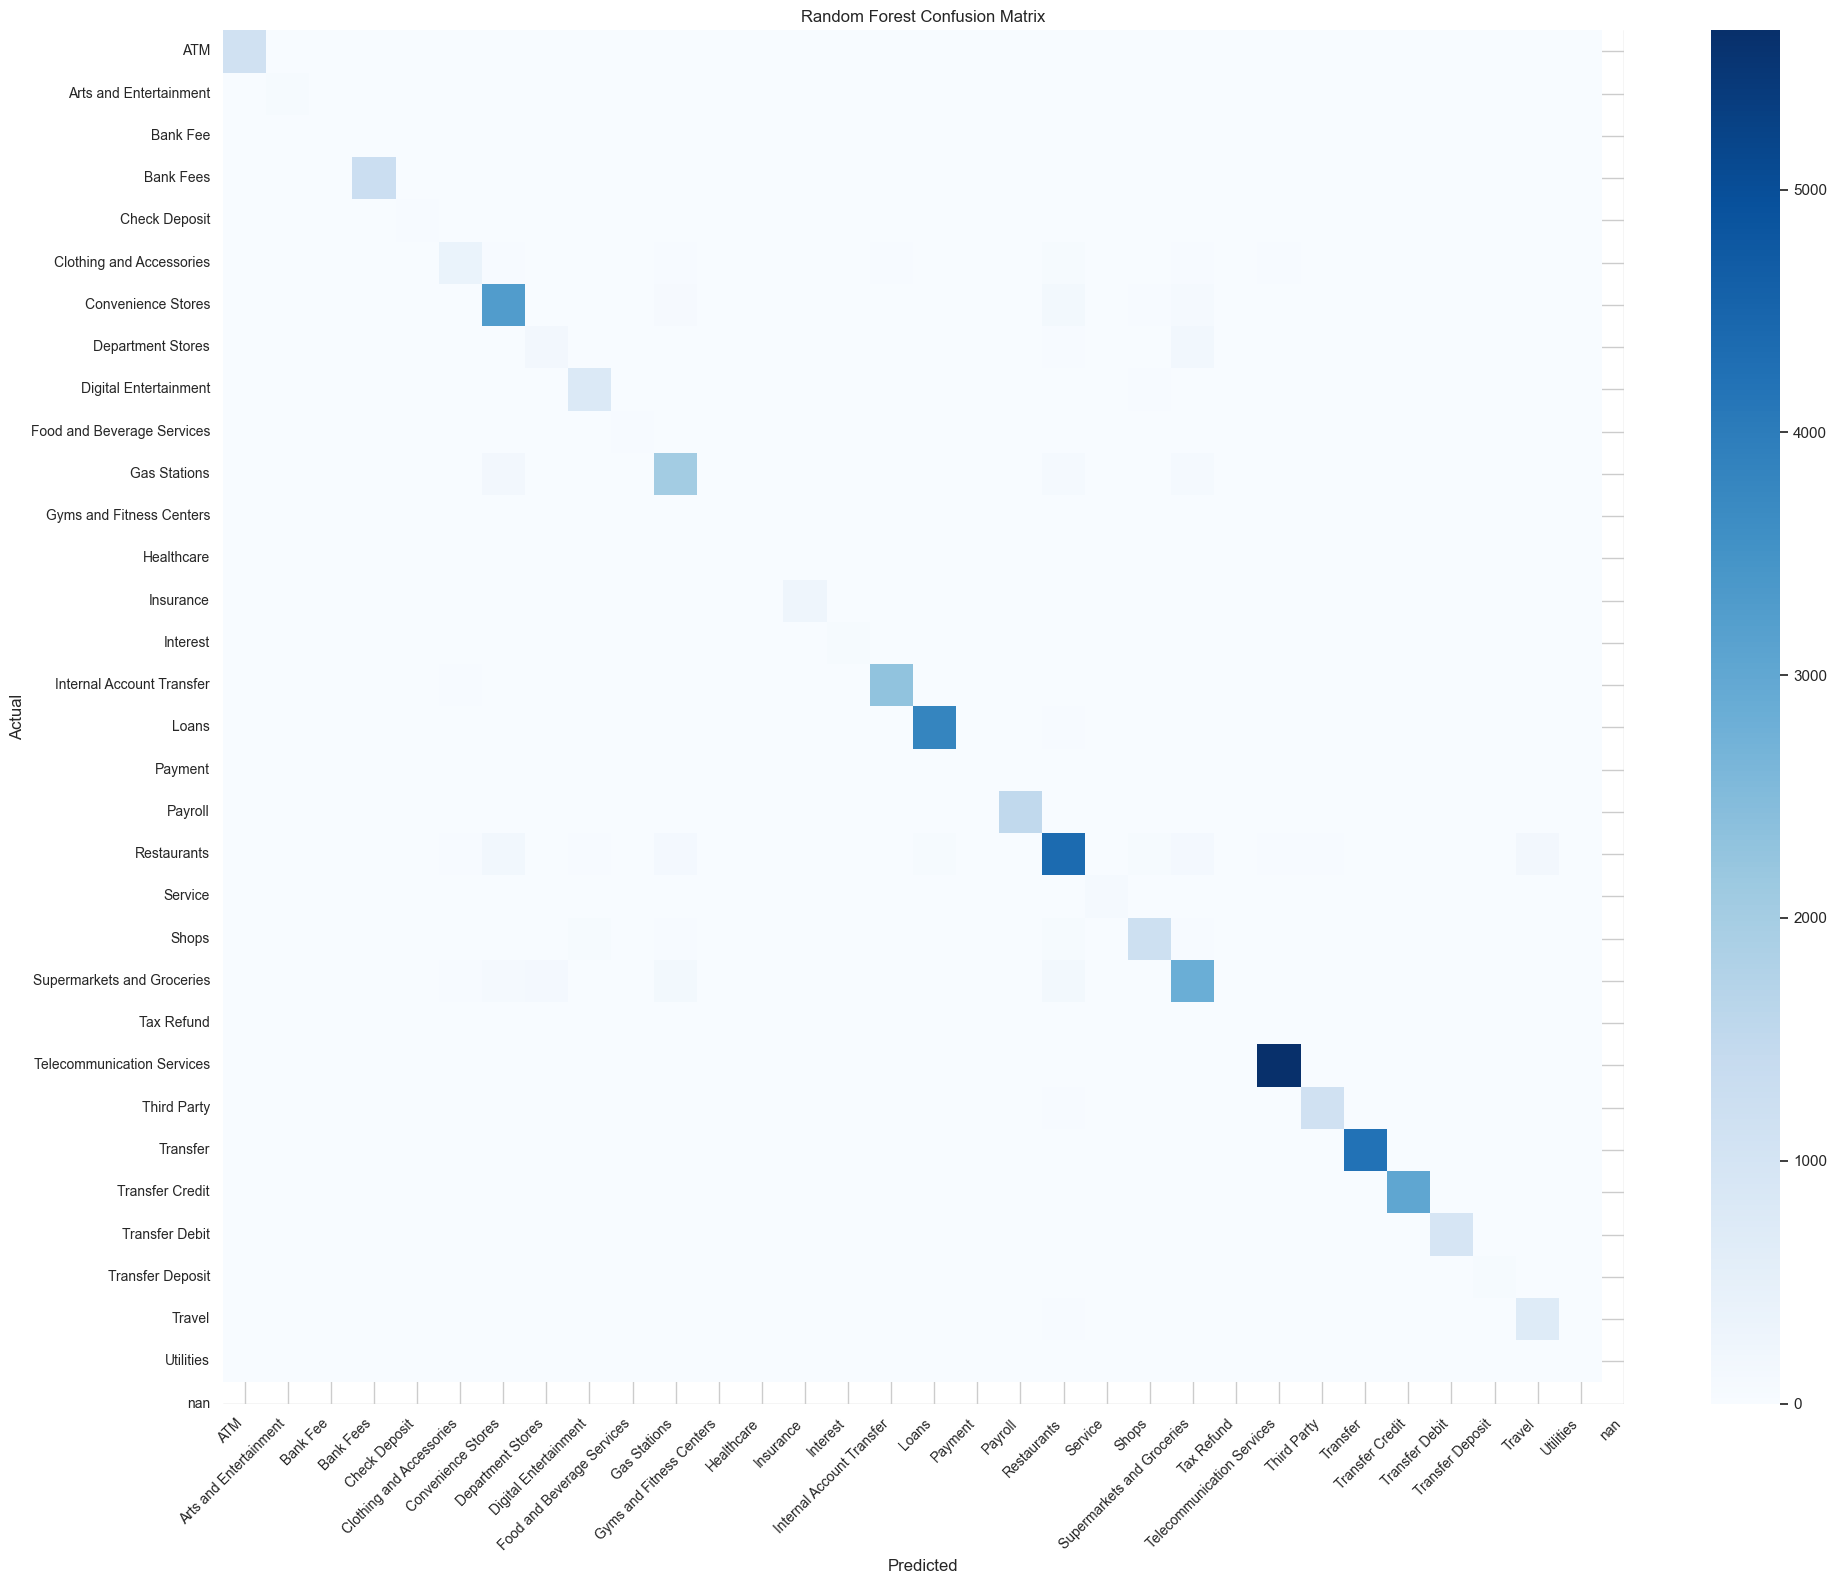 Random Forest Confusion Matrix
ATM
Arts and Entertainment
Bank Fee
Bank Fees
Check Deposit
Clothing and Accessories
Convenience Stores
Department Stores
Digital Entertainment
Food and Beverage Services
Gas Stations
Gyms and Fitness Centers
Healthcare
Insurance
Interest
Internal Account Transfer
Loans
Payment
Payroll
Restaurants
Service
Shops
Supermarkets and Groceries
Tax Refund
Telecommunication Services
Third Party
Transfer
Transfer Credit
Transfer Debit
Transfer Deposit
Travel
Utilities
nan
Actual
ATM
Arts and Entertainment
Bank Fee
Bank Fees
Check Deposit
Clothing and Accessories
Convenience Stores
Department Stores
Digital Entertainment
Food and Beverage Services
Gas Stations
Gyms and Fitness Centers
Healthcare
Insurance
Interest
Internal Account Transfer
Loans
Payment
Payroll
Restaurants
Service
Shops
Supermarkets and Groceries
Tax Refund
Telecommunication Services
Third Party
Transfer
Transfer Credit
Transfer Debit
Transfer Deposit
Travel
Utilities
nan
Predicted
5000
4000
3000
2000
1000
0